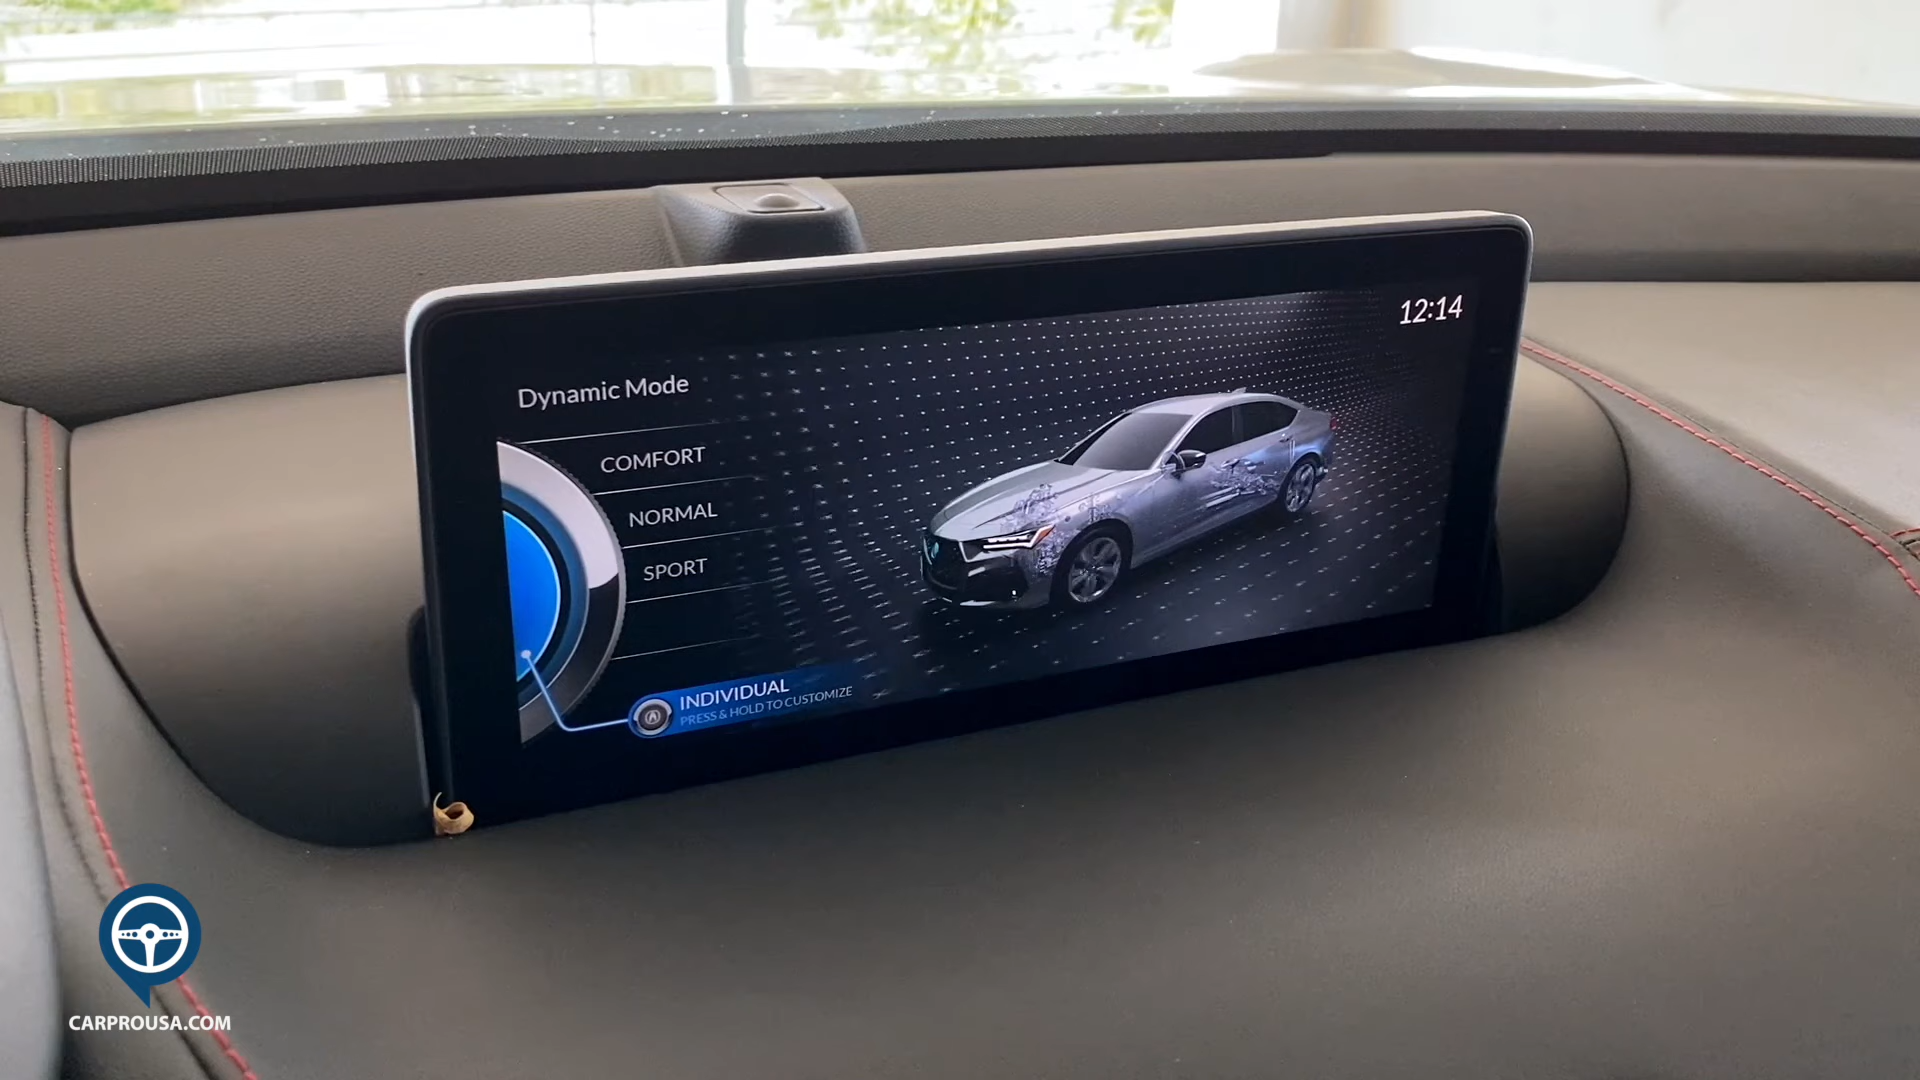 12:14
Dynamic Mode
COMFORT
NORMAL
SPORT
INDIVIDUAL
PRESS & HOLD TO CUSTOMIZE
CARPROUSA.COM